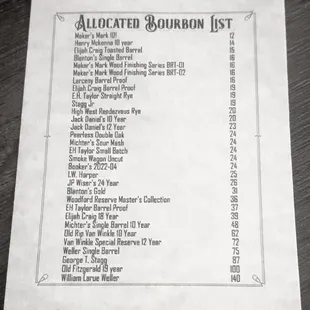 Allocated Bourbon List
Maker's Mark 101 12
Henry Mckenna 10 year 14
Elijah Craig Toasted Barrel 15
Blanton's Single Barrel 16
Maker's Mark Wood Finishing Series BRT-01 16
Maker's Mark Wood Finishing Series BRT-02 16
Larceny Barrel Proof 16
Elijah Craig Barrel Proof 19
E.H. Taylor Straight Rye 19
Stagg Jr 19
High West Rendezvous Rye 20
Jack Daniel's 10 Year 20
Jack Daniel's 12 Year 23
Peerless Double Oak 24
Michter's Sour Mash 24
EH Taylor Small Batch 24
Smoke Wagon Uncut 24
Booker's 2022-04 24
I.W. Harper 25
JP Wiser's 24 Year 26
Blanton's Gold 31
Woodford Reserve Master's Collection 36
EH Taylor Barrel Proof 37
Elijah Craig 18 Year 39
Michter's Single Barrel 10 Year 48
Old Rip Van Winkle 10 Year 62
Van Winkle Special Reserve 12 Year 72
Weller Single Barrel 75
George T. Stagg 87
Old Fitzgerald 19 year 100
William Larue Weller 140